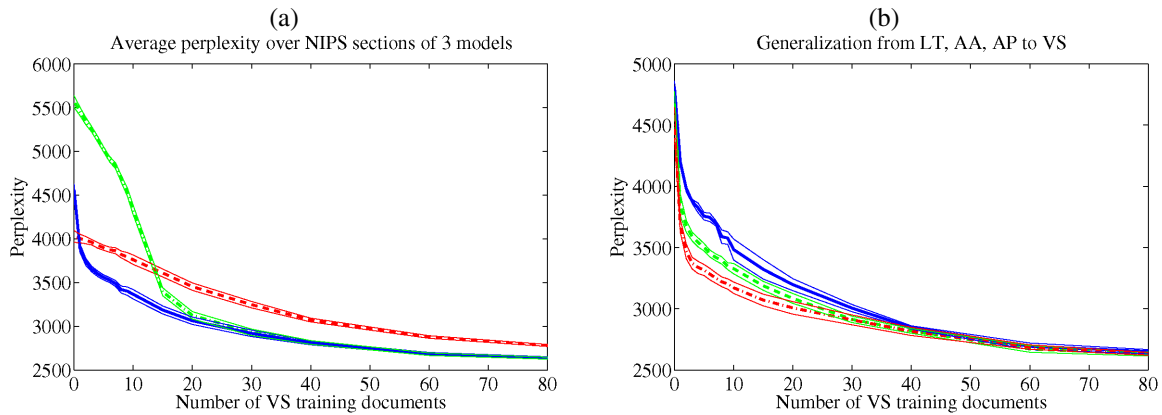 (a)
Average perplexity over NIPS sections of 3 models
6000
5500
5000
4500
4000
3500
3000
2500
Perplexity
0 10 20 30 40 50 60 70 80
Number of VS training documents
(b)
Generalization from LT, AA, AP to VS
5000
4500
4000
3500
3000
2500
Perplexity
0 10 20 30 40 50 60 70 80
Number of VS training documents